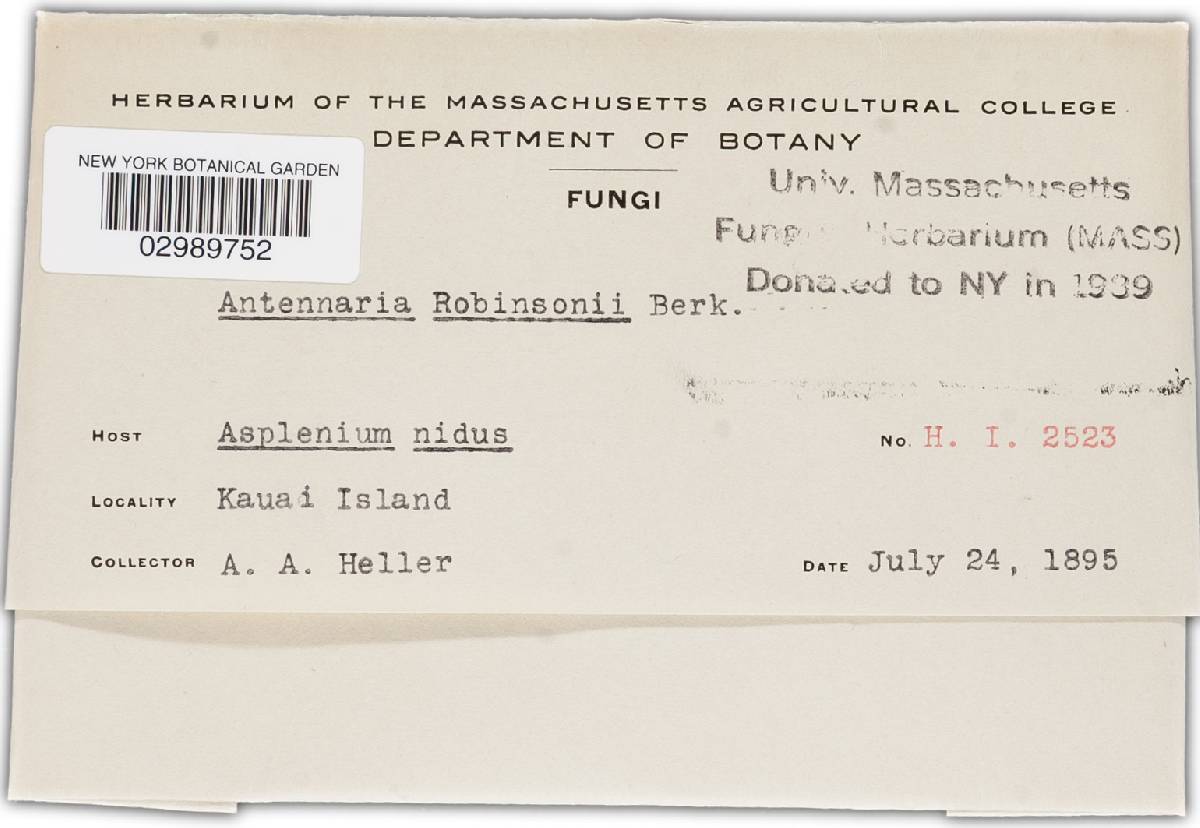 HERBARIUM OF THE MASSACHUSETTS AGRICULTURAL COLLEGE
DEPARTMENT OF BOTANY
FUNGI
NEW YORK BOTANICAL GARDEN
02989752
Univ. Massachusetts
Herbarium (MASS)
Donated to NY in
Antennaria Robinsonii Berk.
HOST Asplenium nidus
No. H. I. 2523
LOCALITY Kauai Island
COLLECTOR A. A. Heller
DATE July 24, 1895